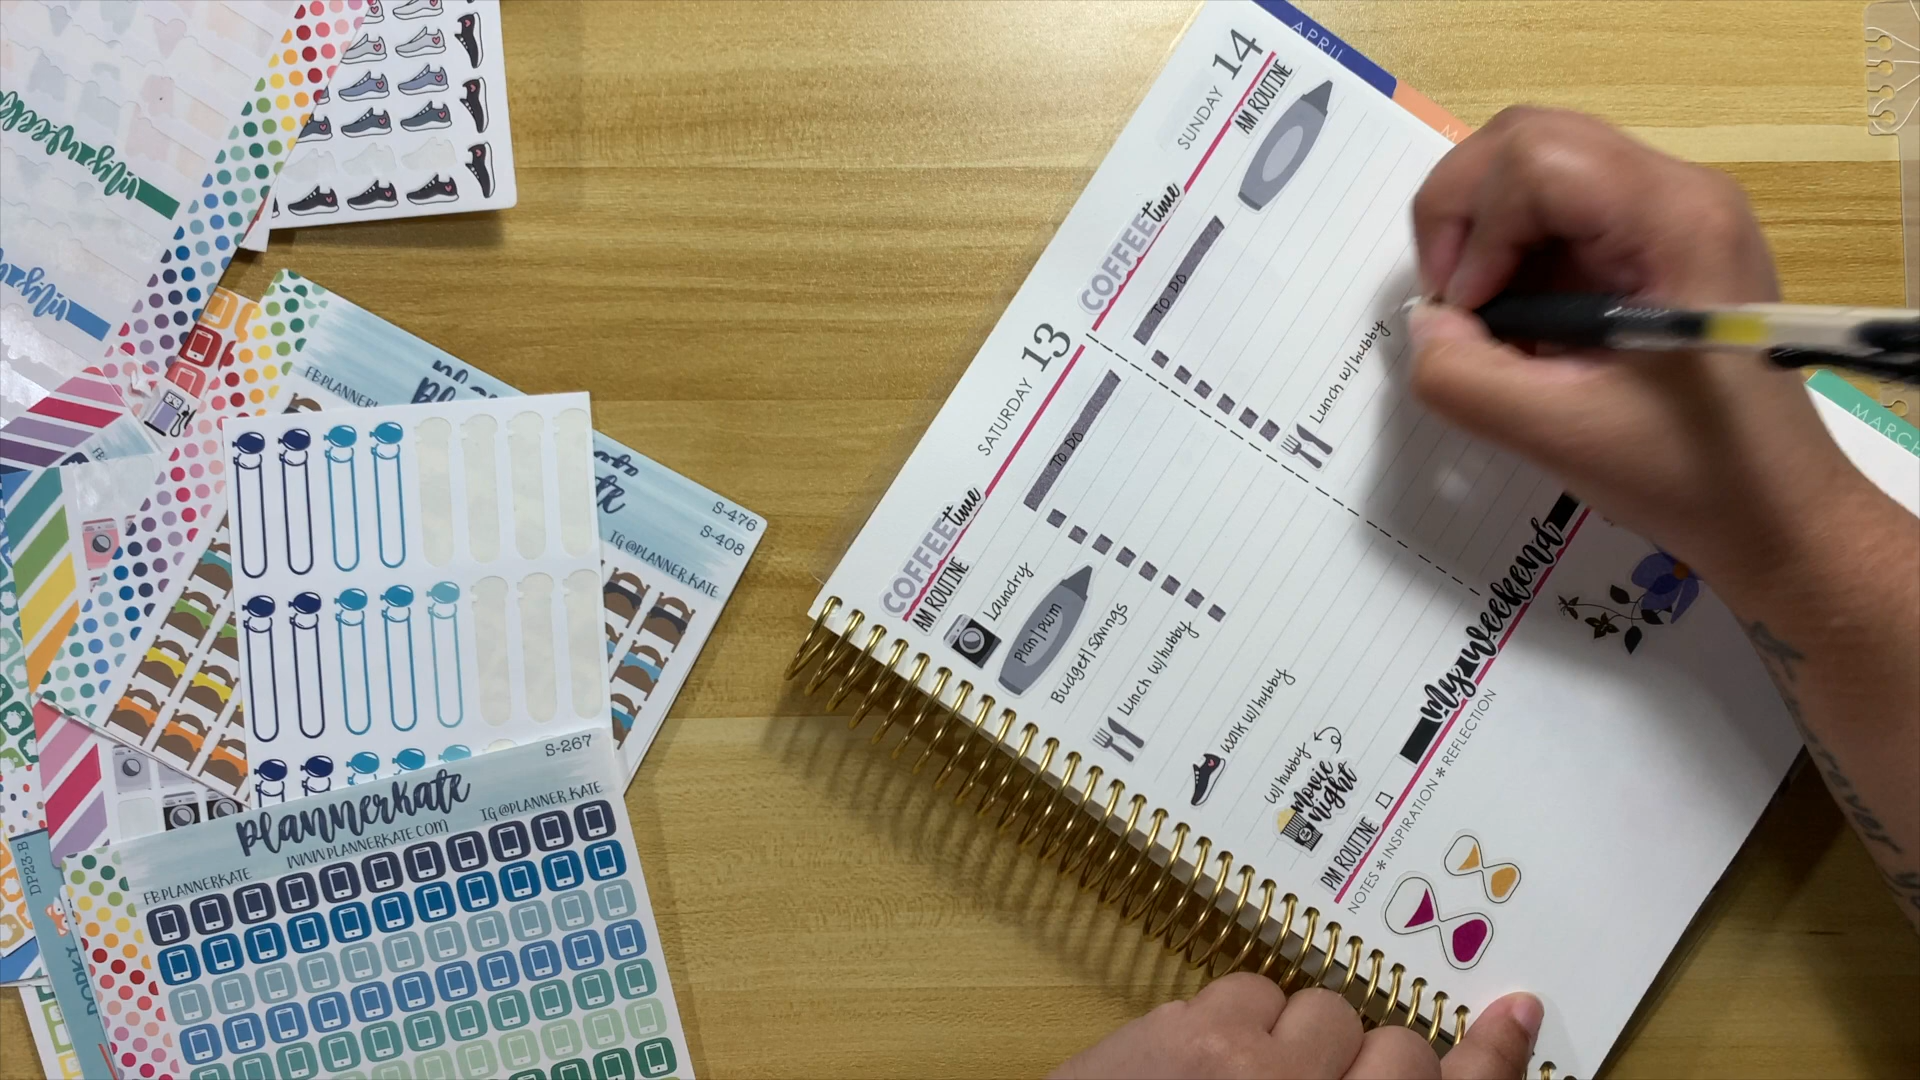 SATURDAY 13
COFFEE time
AM ROUTINE
TO DO
Laundry
Plan | pwm
Budget | Savings
Lunch w/ hubby
walk w/ hubby
w/ hubby
movie
night
PM ROUTINE
SUNDAY 14
COFFEE time
AM ROUTINE
TO DO
Lunch w/ hubby
my weekend
NOTES * INSPIRATION * REFLECTION
APRIL
MARCH
FB:PLANNERKATE
S-476
S-408
IG @PLANNER.KATE
S-267
plannerkate
WWW.PLANNERKATE.COM
FB:PLANNERKATE
IG @PLANNER.KATE
DP23-B